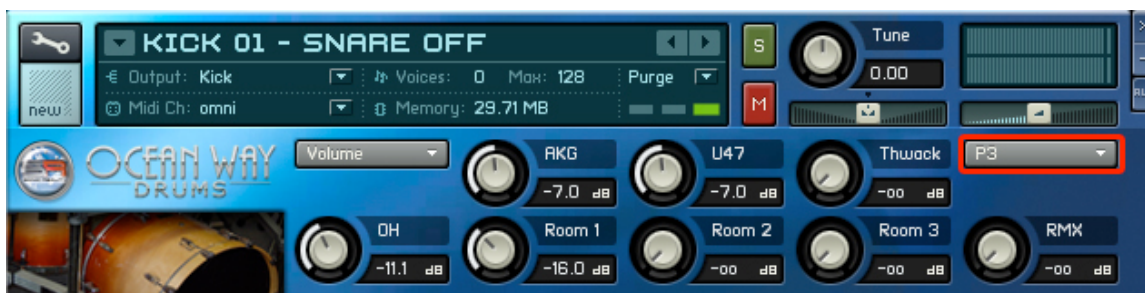 KICK 01 - SNARE OFF
Output: Kick
Voices: 0 Max: 128
Purge
Midi Ch: omni
Memory: 29.71 MB
new
S
M
Tune
0.00
OCEAN WAY
DRUMS
Volume
AKG
-7.0 dB
U47
-7.0 dB
Thwack
-oo dB
P3
OH
-11.1 dB
Room 1
-16.0 dB
Room 2
-oo dB
Room 3
-oo dB
RMX
-oo dB